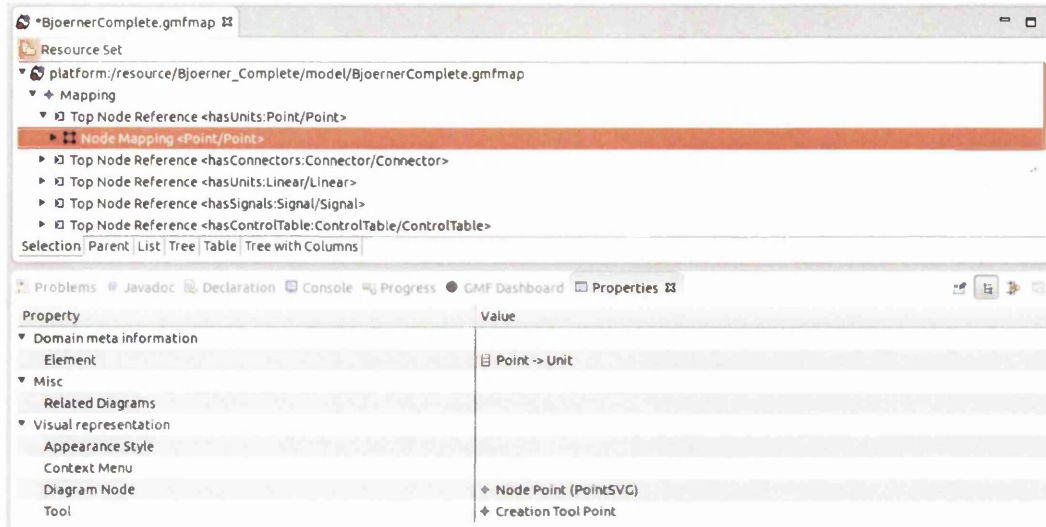 *BjoernerComplete.gmfmap
Resource Set
platform:/resource/Bjoerner_Complete/model/BjoernerComplete.gmfmap
Mapping
Top Node Reference <hasUnits:Point/Point>
Node Mapping <Point/Point>
Top Node Reference <hasConnectors:Connector/Connector>
Top Node Reference <hasUnits:Linear/Linear>
Top Node Reference <hasSignals:Signal/Signal>
Top Node Reference <hasControlTable:ControlTable/ControlTable>
Selection Parent List Tree Table Tree with Columns
Problems @ Javadoc Declaration Console Progress GMF Dashboard Properties
Property Value
Domain meta information
Element Point -> Unit
Misc
Related Diagrams
Visual representation
Appearance Style
Context Menu
Diagram Node Node Point (PointSVG)
Tool Creation Tool Point